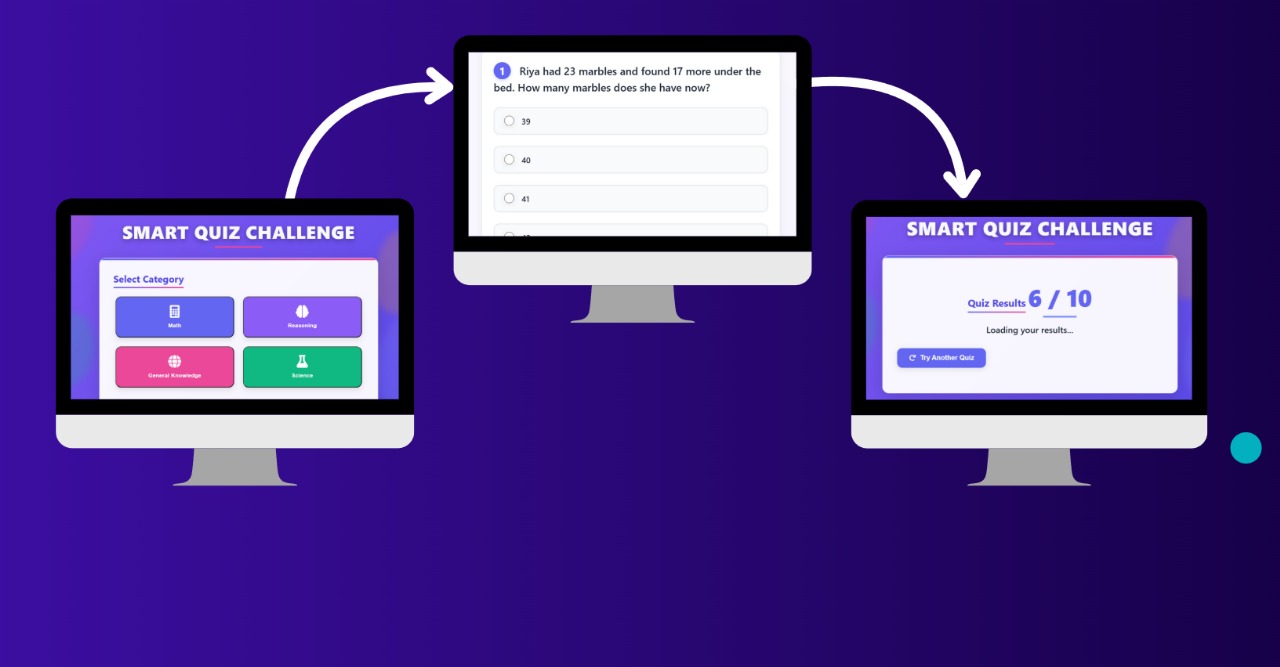 SMART QUIZ CHALLENGE
Select Category
Math
Reasoning
General Knowledge
Science
1 Riya had 23 marbles and found 17 more under the
bed. How many marbles does she have now?
39
40
41
SMART QUIZ CHALLENGE
Quiz Results 6 / 10
Loading your results...
Try Another Quiz